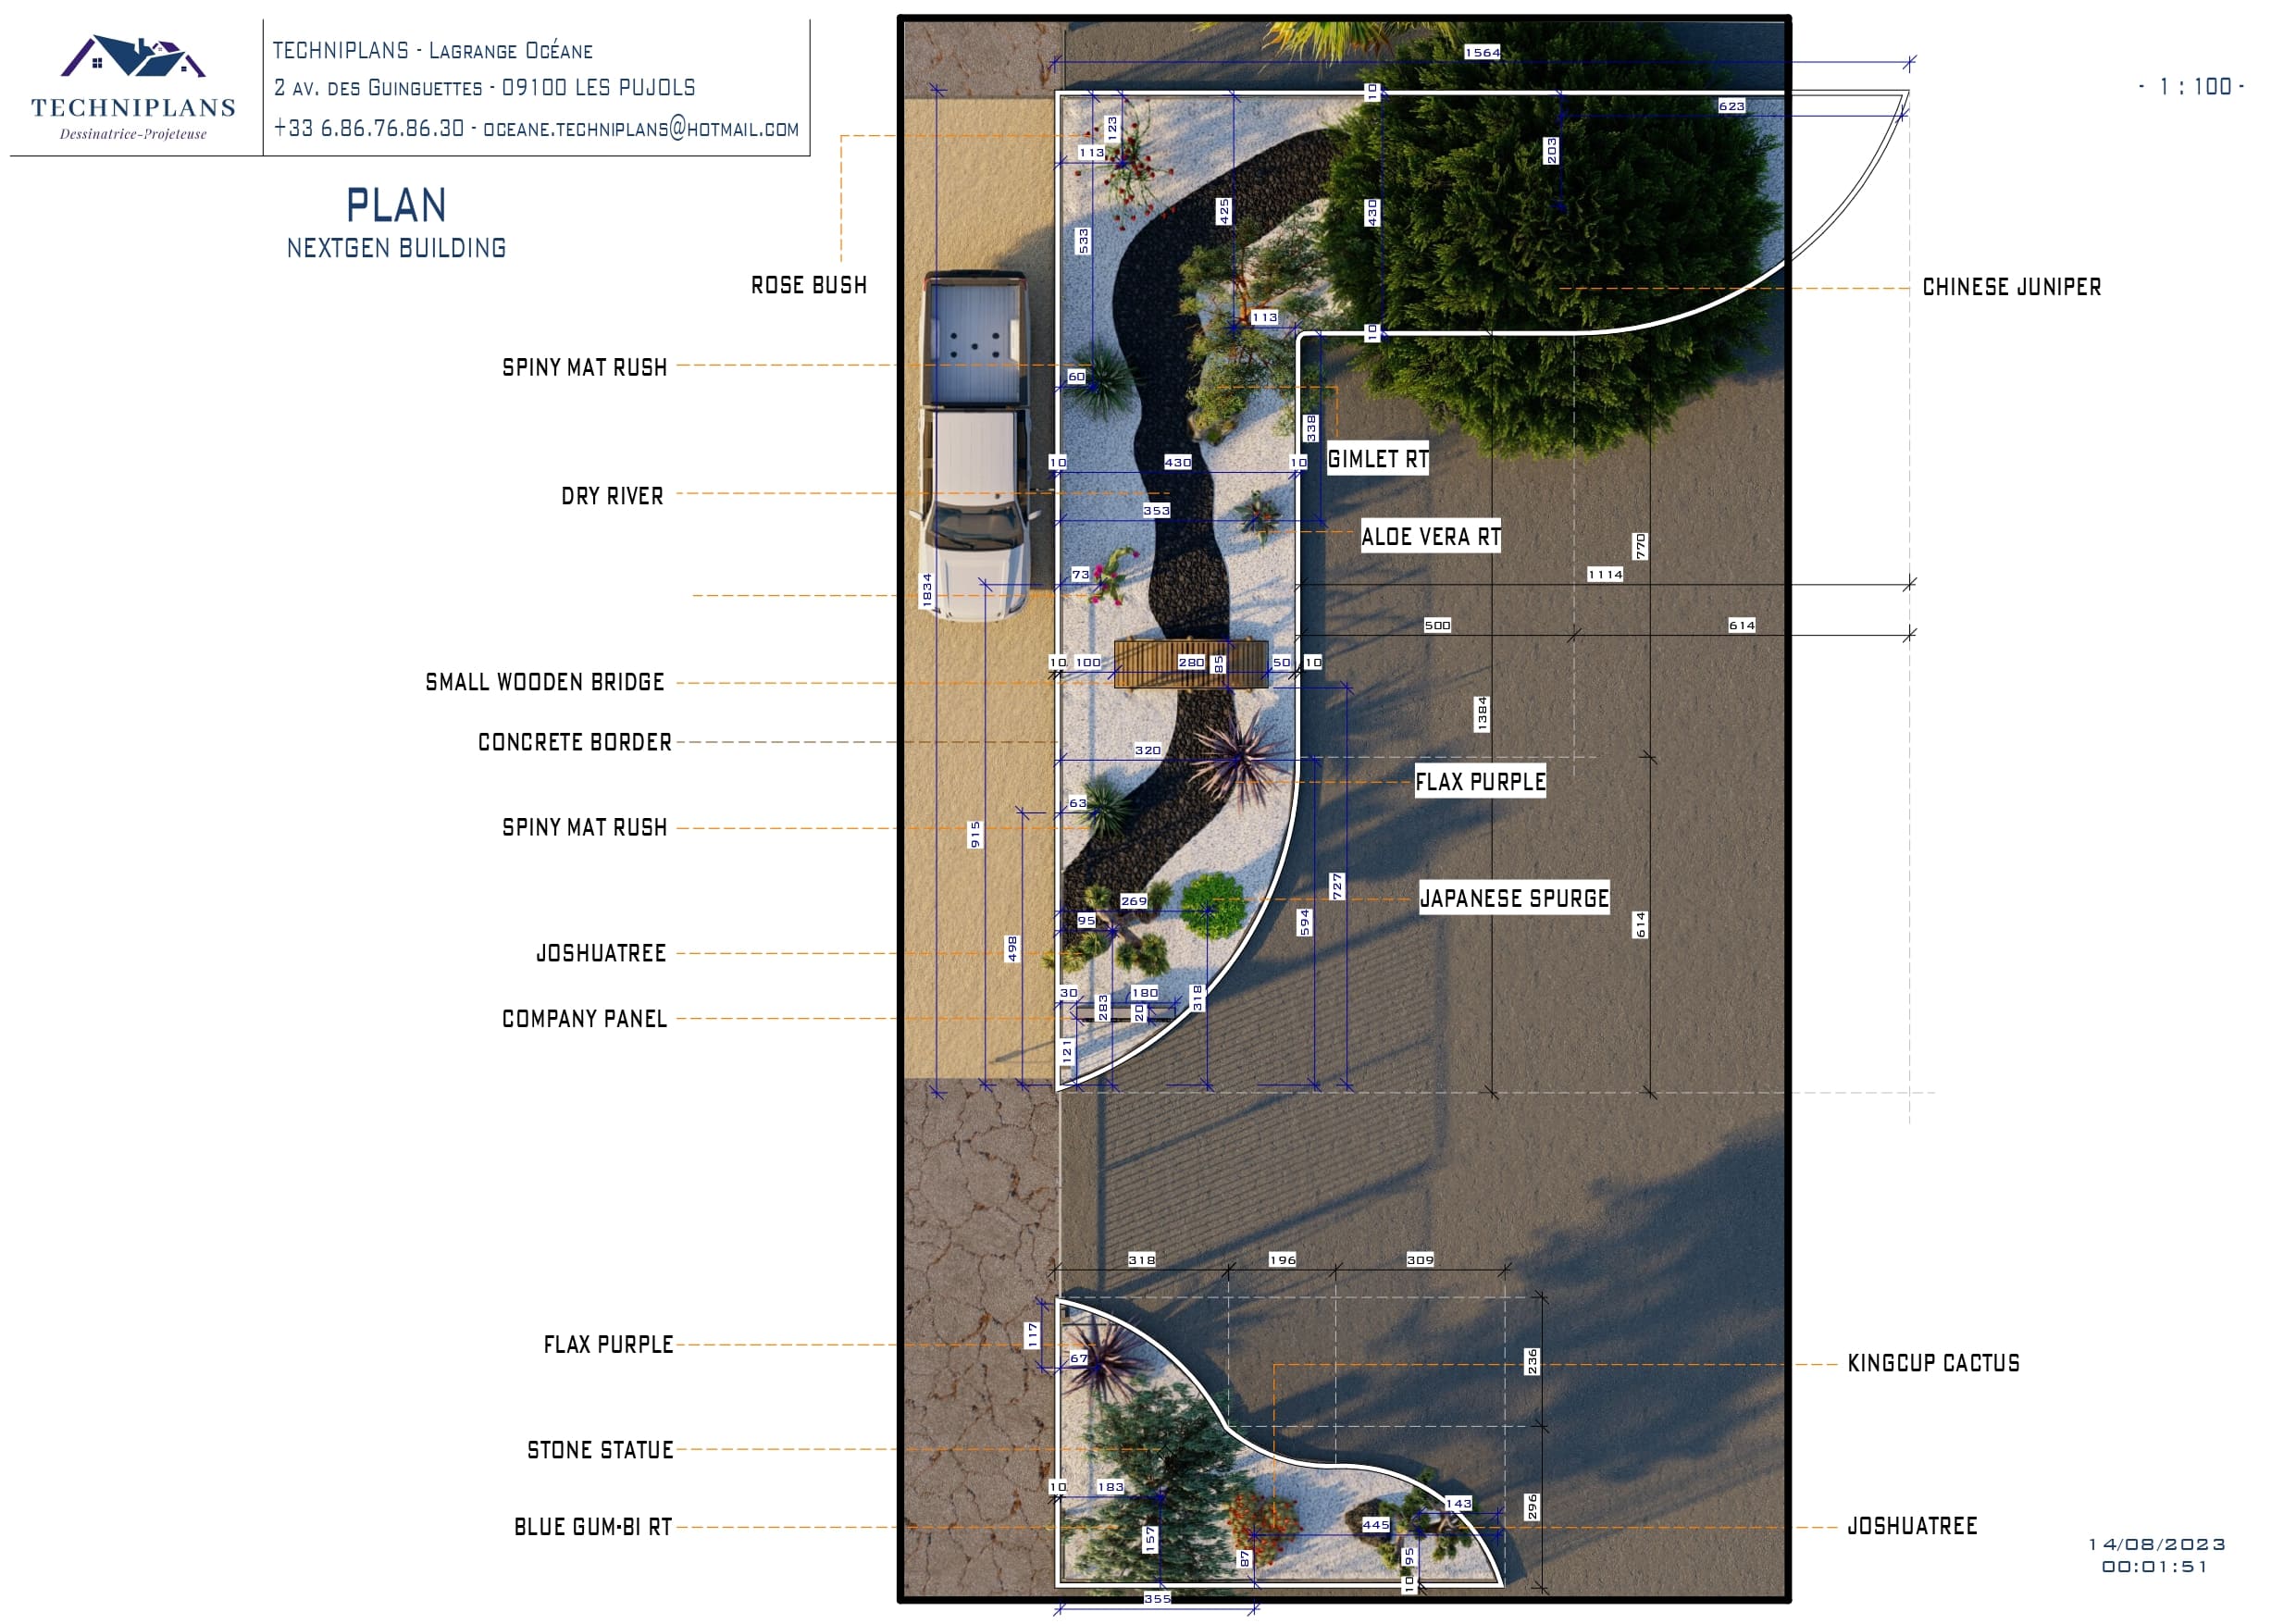 TECHNIPLANS
Dessinatrice-Projeteuse
TECHNIPLANS - Lagrange Océane
2 av. des Guinguettes - 09100 LES PUJOLS
+33 6.86.76.86.30 - oceane.techniplans@hotmail.com
- 1 : 100 -
PLAN
NEXTGEN BUILDING
1564
10
623
123
113
203
425
430
533
ROSE BUSH
CHINESE JUNIPER
113
10
SPINY MAT RUSH
60
338
GIMLET RT
10
430
10
DRY RIVER
353
ALOE VERA RT
770
73
1114
1834
500
614
10
100
280
85
50
10
SMALL WOODEN BRIDGE
1384
CONCRETE BORDER
320
FLAX PURPLE
63
SPINY MAT RUSH
915
727
JAPANESE SPURGE
269
95
594
614
498
JOSHUATREE
30
180
283
20
318
COMPANY PANEL
121
318
196
309
117
FLAX PURPLE
67
236
KINGCUP CACTUS
STONE STATUE
10
183
143
296
BLUE GUM-BI RT
157
445
JOSHUATREE
87
95
10
355
14/08/2023
00:01:51